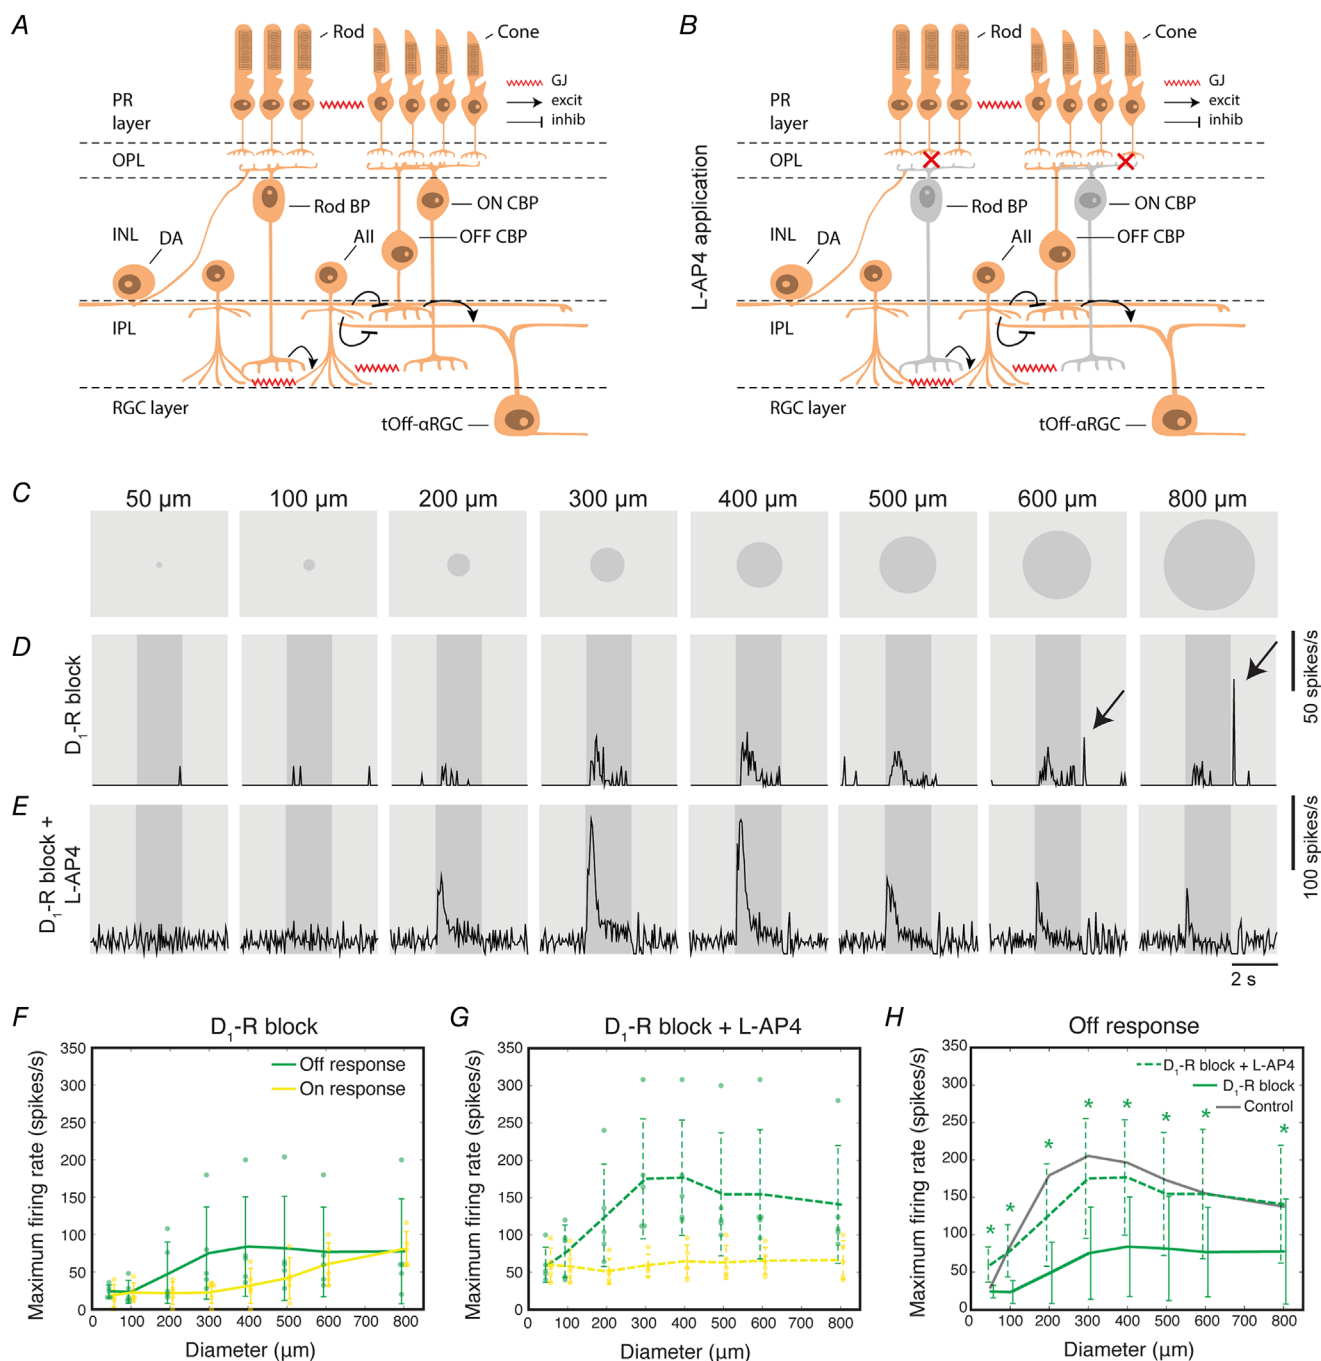 A
Rod
Cone
GJ
excit
inhib
PR
layer
OPL
Rod BP
ON CBP
INL
DA
AII
OFF CBP
IPL
RGC layer
tOff-αRGC
B
L-AP4 application
Rod
Cone
GJ
excit
inhib
PR
layer
OPL
Rod BP
ON CBP
INL
DA
AII
OFF CBP
IPL
RGC layer
tOff-αRGC
C
50 µm 100 µm 200 µm 300 µm 400 µm 500 µm 600 µm 800 µm
D
D1-R block
50 spikes/s
E
D1-R block +
L-AP4
100 spikes/s
2 s
F
D1-R block
Off response
On response
Maximum firing rate (spikes/s)
350
300
250
200
150
100
50
0
0 100 200 300 400 500 600 700 800
Diameter (µm)
G
D1-R block + L-AP4
Maximum firing rate (spikes/s)
350
300
250
200
150
100
50
0
0 100 200 300 400 500 600 700 800
Diameter (µm)
H
Off response
D1-R block + L-AP4
D1-R block
Control
* * * * * * * *
Maximum firing rate (spikes/s)
350
300
250
200
150
100
50
0
0 100 200 300 400 500 600 700 800
Diameter (µm)